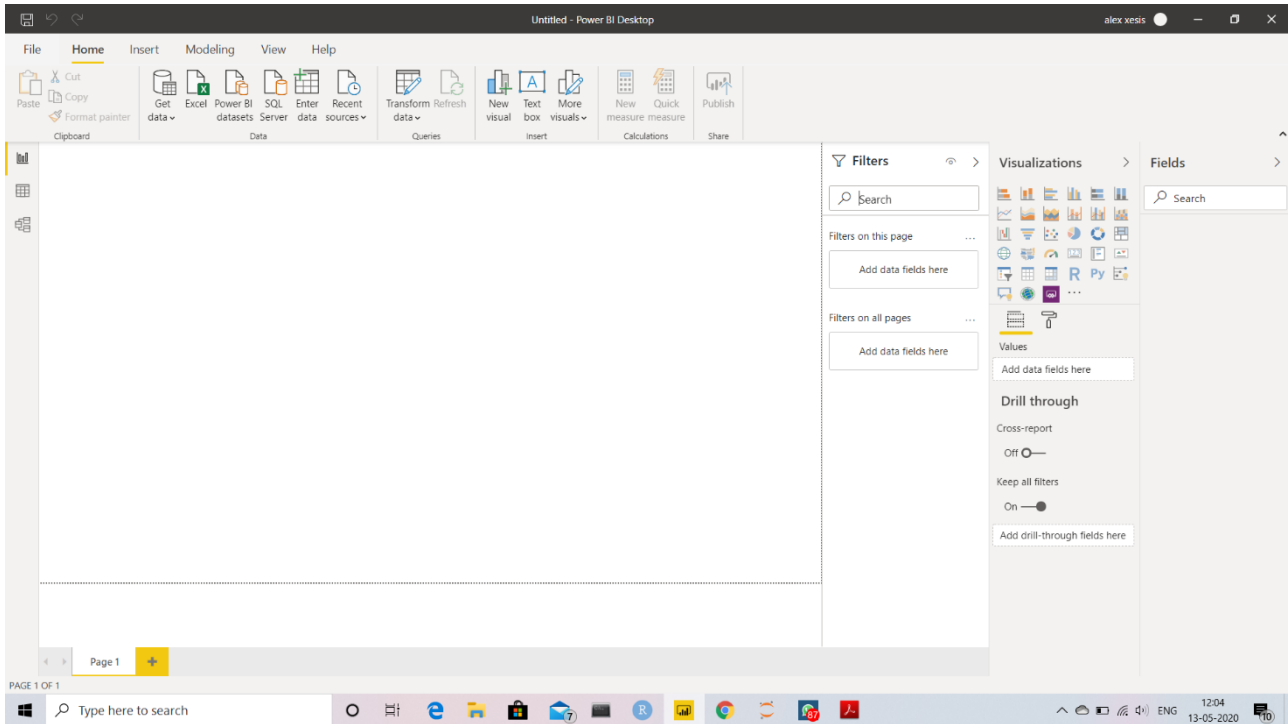 Untitled - Power BI Desktop
alex xesis
File Home Insert Modeling View Help
Paste
Cut
Copy
Format painter
Clipboard
Get data
Excel
Power BI datasets
SQL Server
Enter data
Recent sources
Data
Transform data
Refresh
Queries
New visual
Text box
More visuals
Insert
New measure
Quick measure
Calculations
Publish
Share
Filters
Search
Filters on this page
...
Add data fields here
Filters on all pages
...
Add data fields here
Visualizations
R Py
...
Values
Add data fields here
Drill through
Cross-report
Off
Keep all filters
On
Add drill-through fields here
Fields
Search
Page 1
PAGE 1 OF 1
Type here to search
7
R
87
ENG
12:04
13-05-2020
10